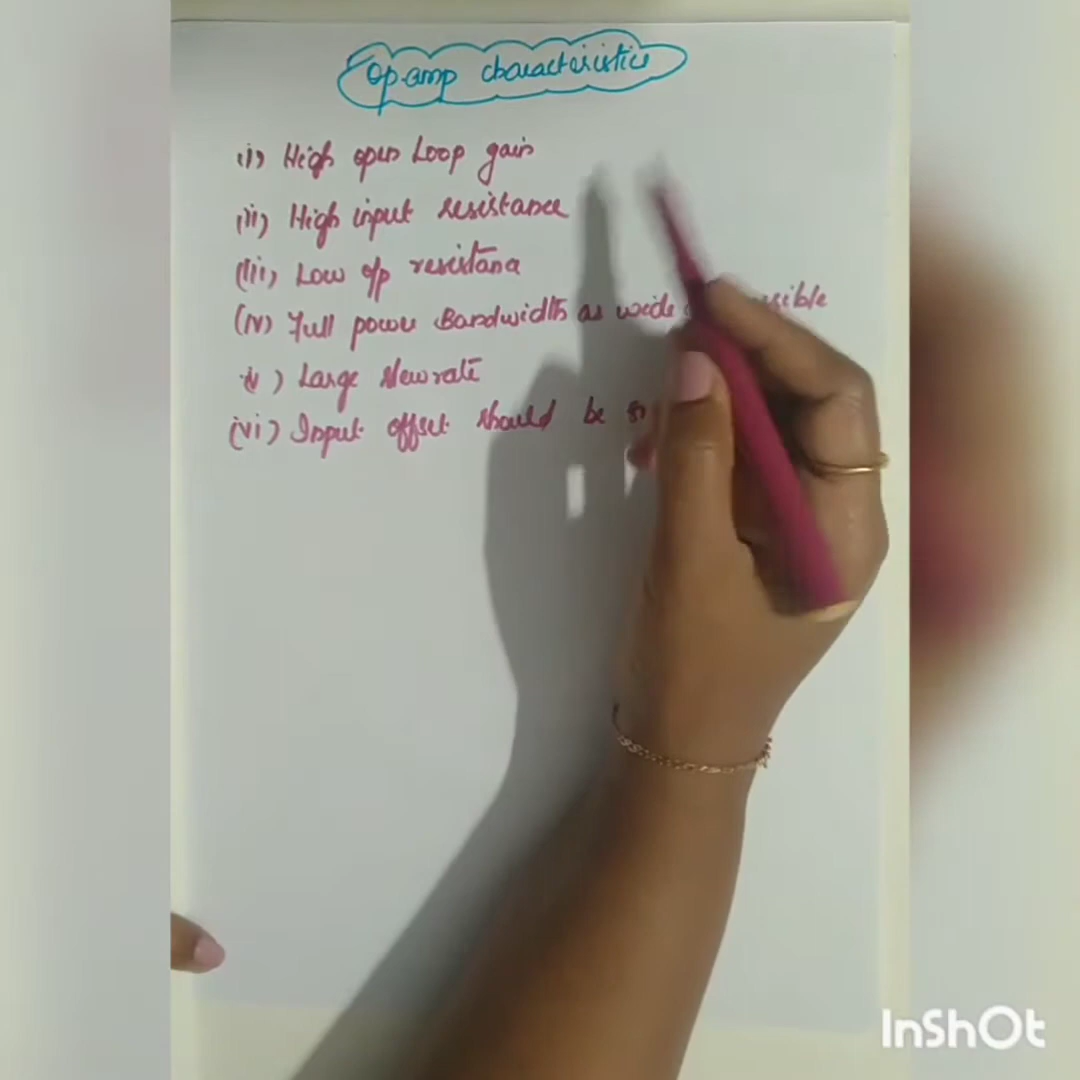 Op-amp characteristics
(i) High open Loop gain
(ii) High input resistance
(iii) Low o/p resistance
(iv) Full power Bandwidth as wide
(v) Large slew rate
(vi) Input offset should be
InShOt